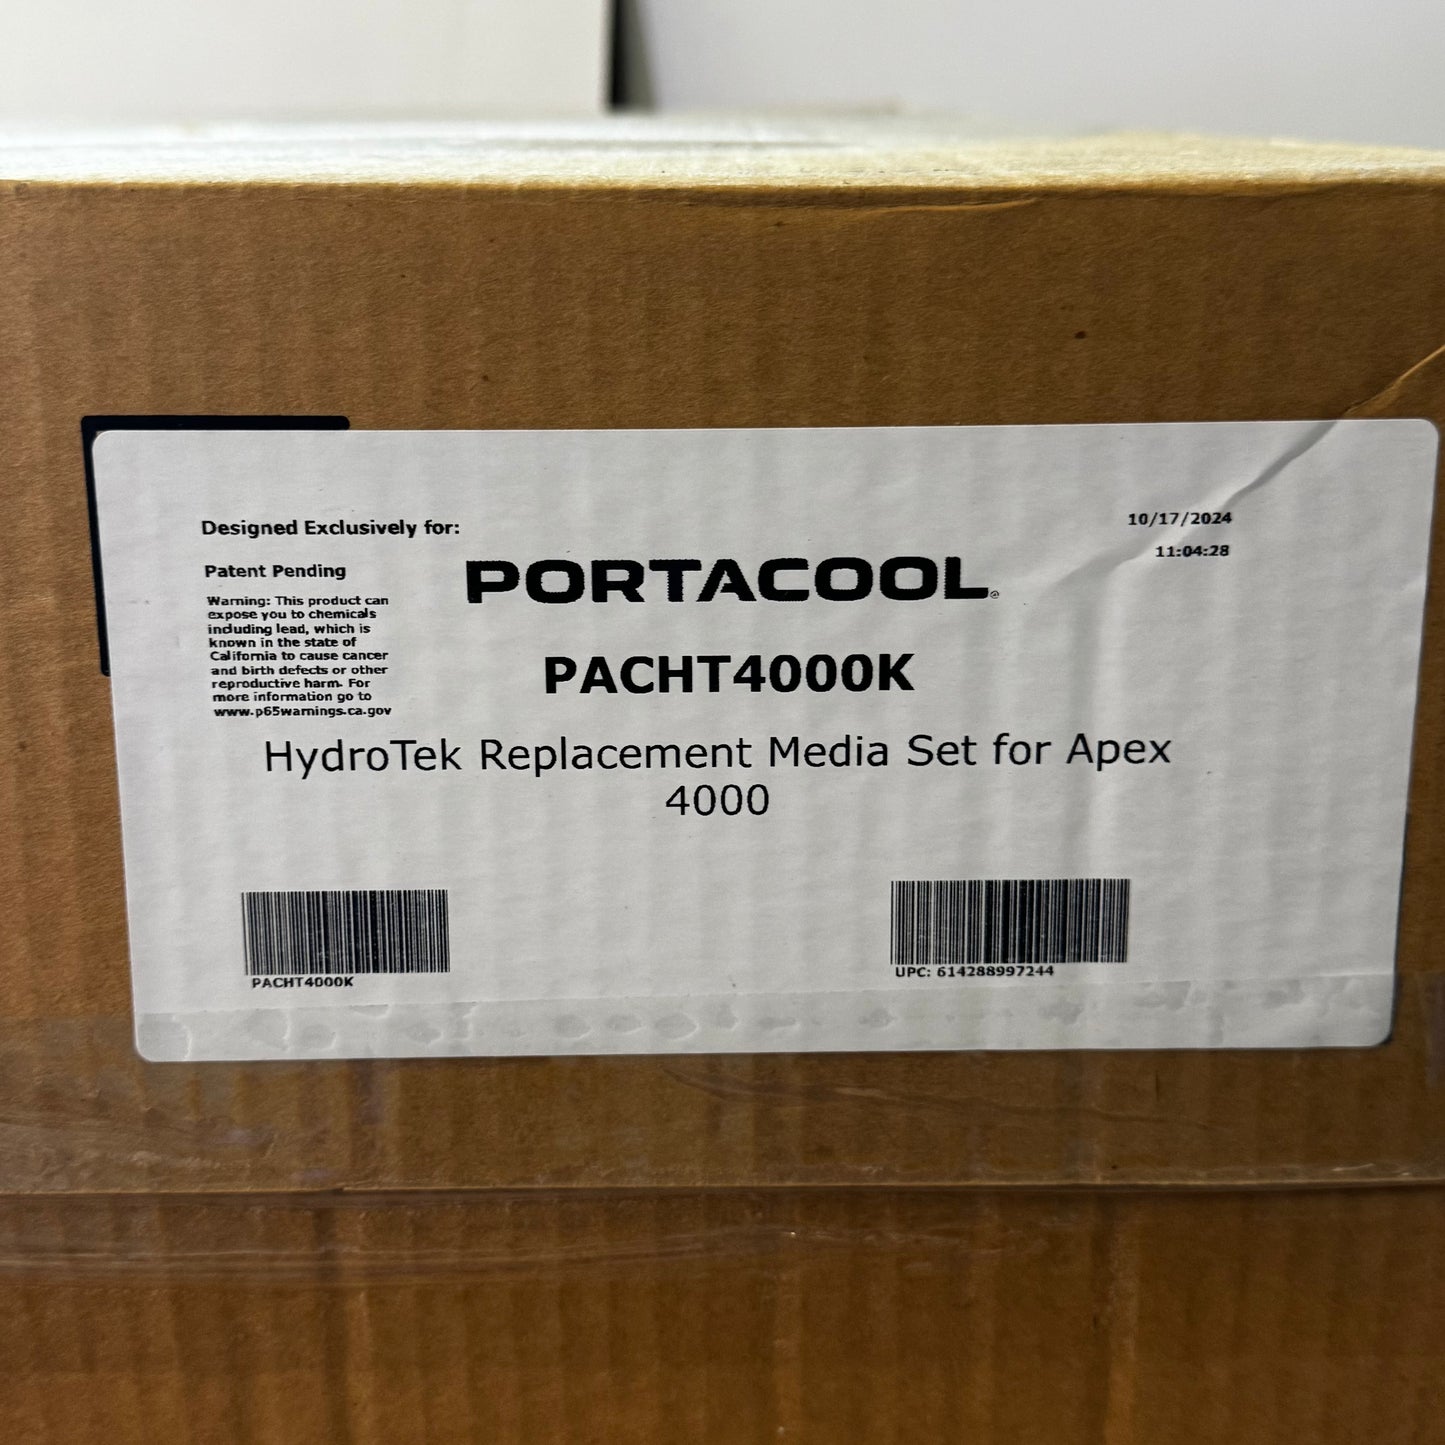 Designed Exclusively for:
10/17/2024
11:04:28
Patent Pending
PORTACOOL®
Warning: This product can
expose you to chemicals
including lead, which is
known in the state of
California to cause cancer
and birth defects or other
reproductive harm. For
more information go to
www.p65warnings.ca.gov
PACHT4000K
HydroTek Replacement Media Set for Apex
4000
PACHT4000K
UPC: 614288997244